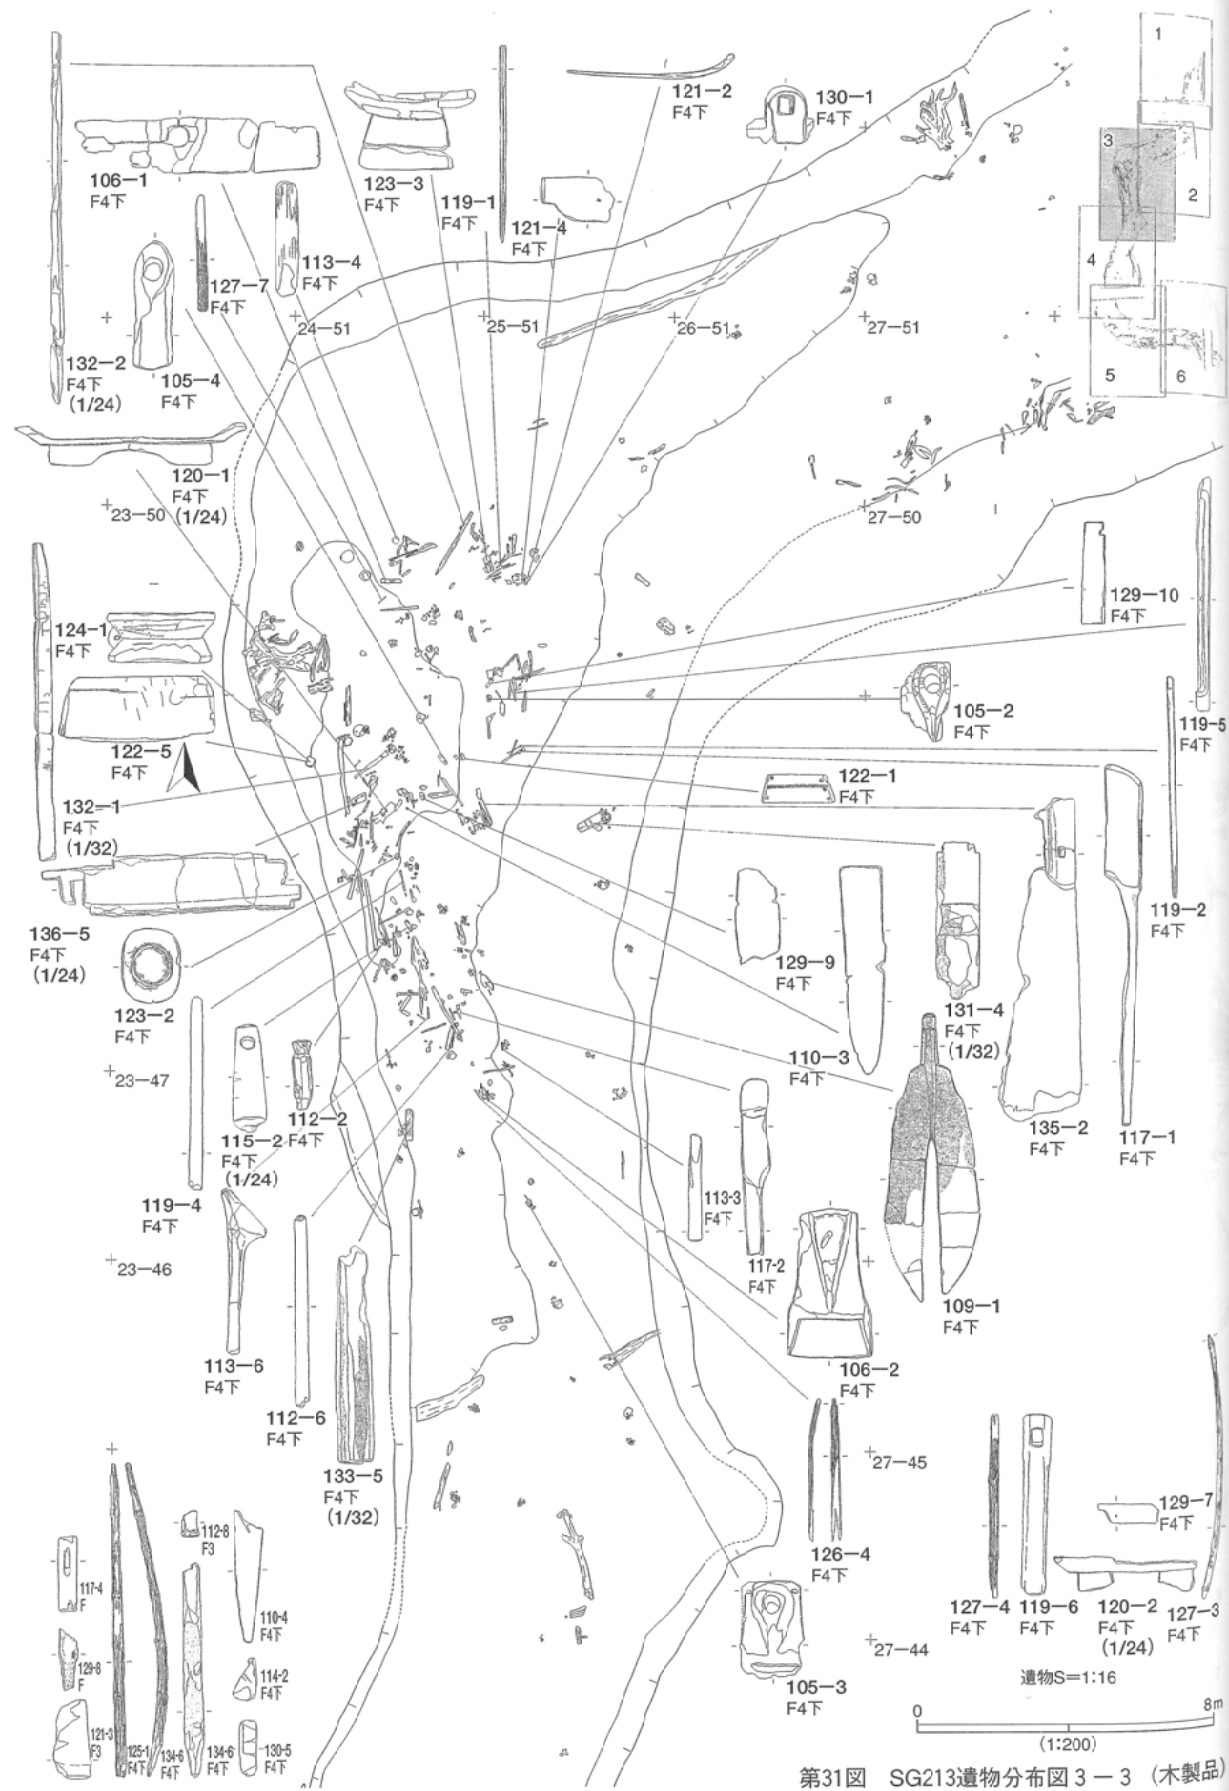 121－2
F4下
130－1
F4下
1
106－1
F4下
123－3
F4下
119－1
F4下
121－4
F4下
3
2
127－7
F4下
113－4
F4下
4
24－51
25－51
26－51
27－51
132－2
F4下
(1/24)
105－4
F4下
5
6
120－1
F4下
(1/24)
23－50
27－50
129－10
F4下
124－1
F4下
105－2
F4下
119－5
F4下
122－5
F4下
122－1
F4下
132－1
F4下
(1/32)
119－2
F4下
136－5
F4下
(1/24)
129－9
F4下
123－2
F4下
131－4
F4下
(1/32)
110－3
F4下
23－47
115－2
F4下
(1/24)
112－2
F4下
135－2
F4下
117－1
F4下
119－4
F4下
113-3
F4下
23－46
117-2
F4下
109－1
F4下
113－6
F4下
106－2
F4下
112－6
F4下
27－45
133－5
F4下
(1/32)
129－7
F4下
112-8
F3
126－4
F4下
117-4
F
110-4
F4下
127－4
F4下
119－6
F4下
120－2
F4下
(1/24)
127－3
F4下
27－44
129-8
F
114-2
F4下
105－3
F4下
遺物S＝1：16
121-3
F3
125-1
F4下
134-6
F4下
134-6
F4下
130-5
F4下
0
8m
(1：200)
第31図　SG213遺物分布図3－3　(木製品)